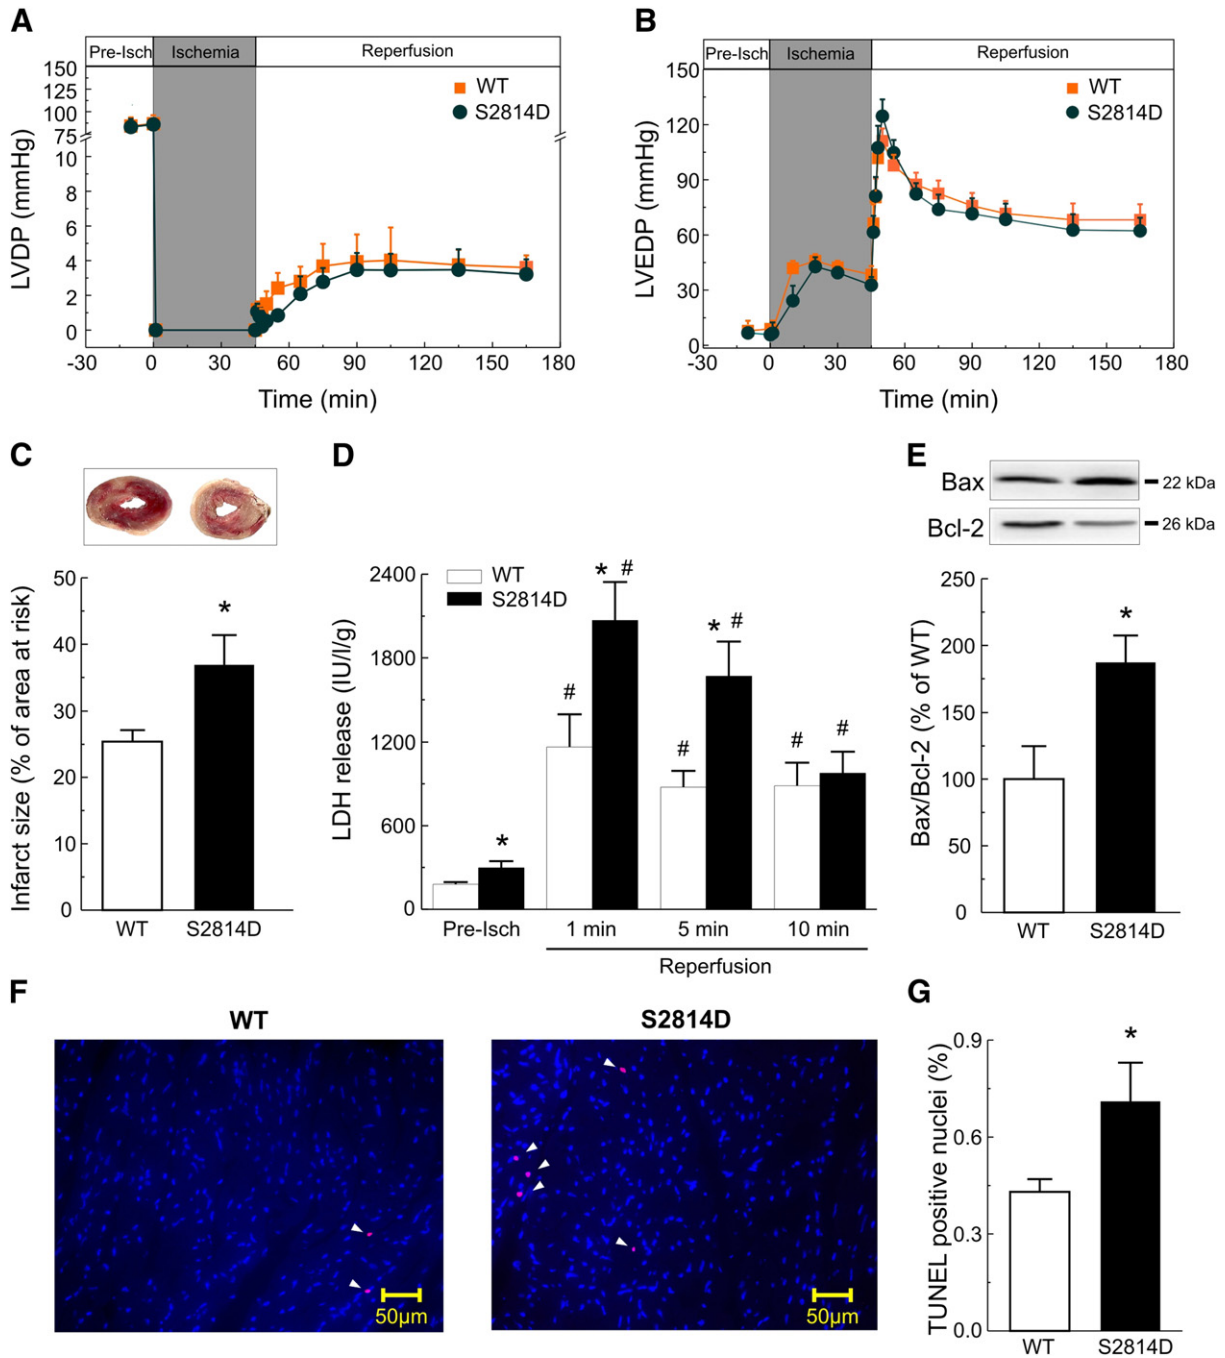 A
Pre-Isch Ischemia Reperfusion
150
125
100
75
10
8
6
4
2
0
LVDP (mmHg)
WT
S2814D
-30 0 30 60 90 120 150 180
Time (min)
B
Pre-Isch Ischemia Reperfusion
150
120
90
60
30
0
LVEDP (mmHg)
WT
S2814D
-30 0 30 60 90 120 150 180
Time (min)
C
50
40
30
20
10
0
Infarct size (% of area at risk)
*
WT S2814D
D
2400
1800
1200
600
0
LDH release (IU/l/g)
WT
S2814D
*
# * #
# * #
# #
Pre-Isch 1 min 5 min 10 min
Reperfusion
E
Bax 22 kDa
Bcl-2 26 kDa
250
200
150
100
50
0
Bax/Bcl-2 (% of WT)
*
WT S2814D
F
WT S2814D
50µm 50µm
G
0.9
0.6
0.3
0.0
TUNEL positive nuclei (%)
*
WT S2814D